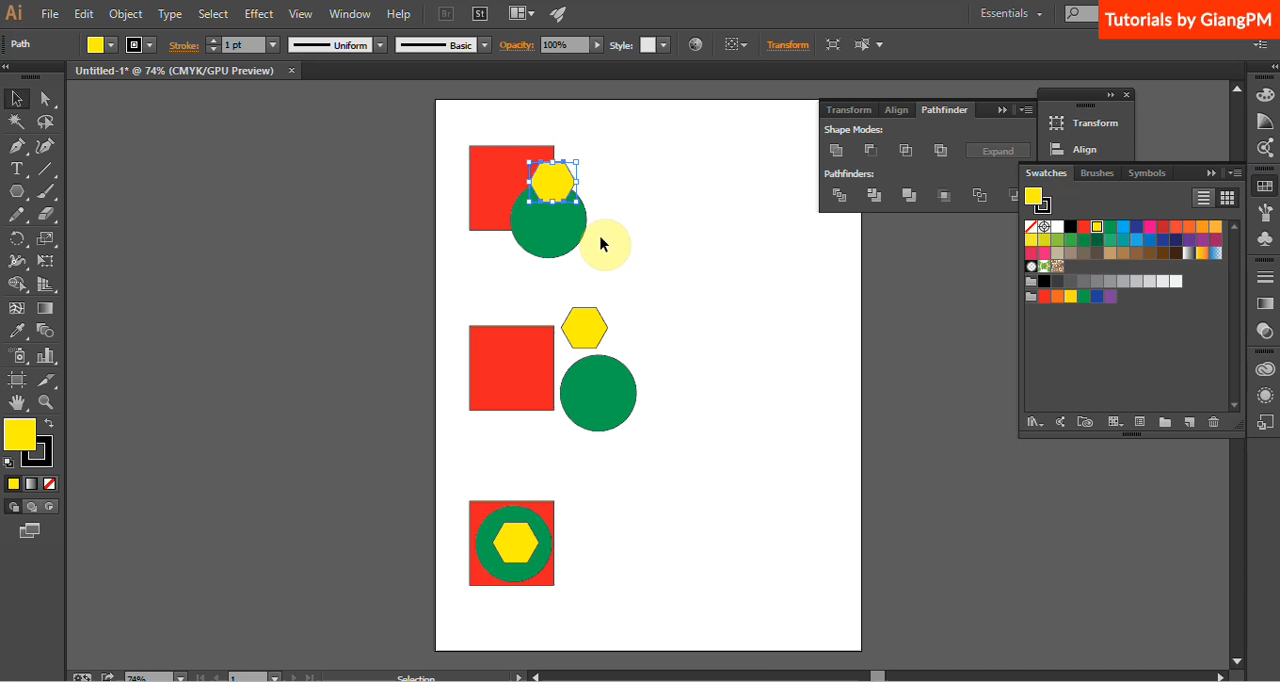 Ai File Edit Object Type Select Effect View Window Help Br St Essentials
Tutorials by GiangPM
Path Stroke: 1 pt Uniform Basic Opacity: 100% Style: Transform
Untitled-1* @ 74% (CMYK/GPU Preview) ×
Transform Align Pathfinder
Shape Modes:
Expand
Pathfinders:
Transform
Align
Swatches Brushes Symbols
74% 1 Selection